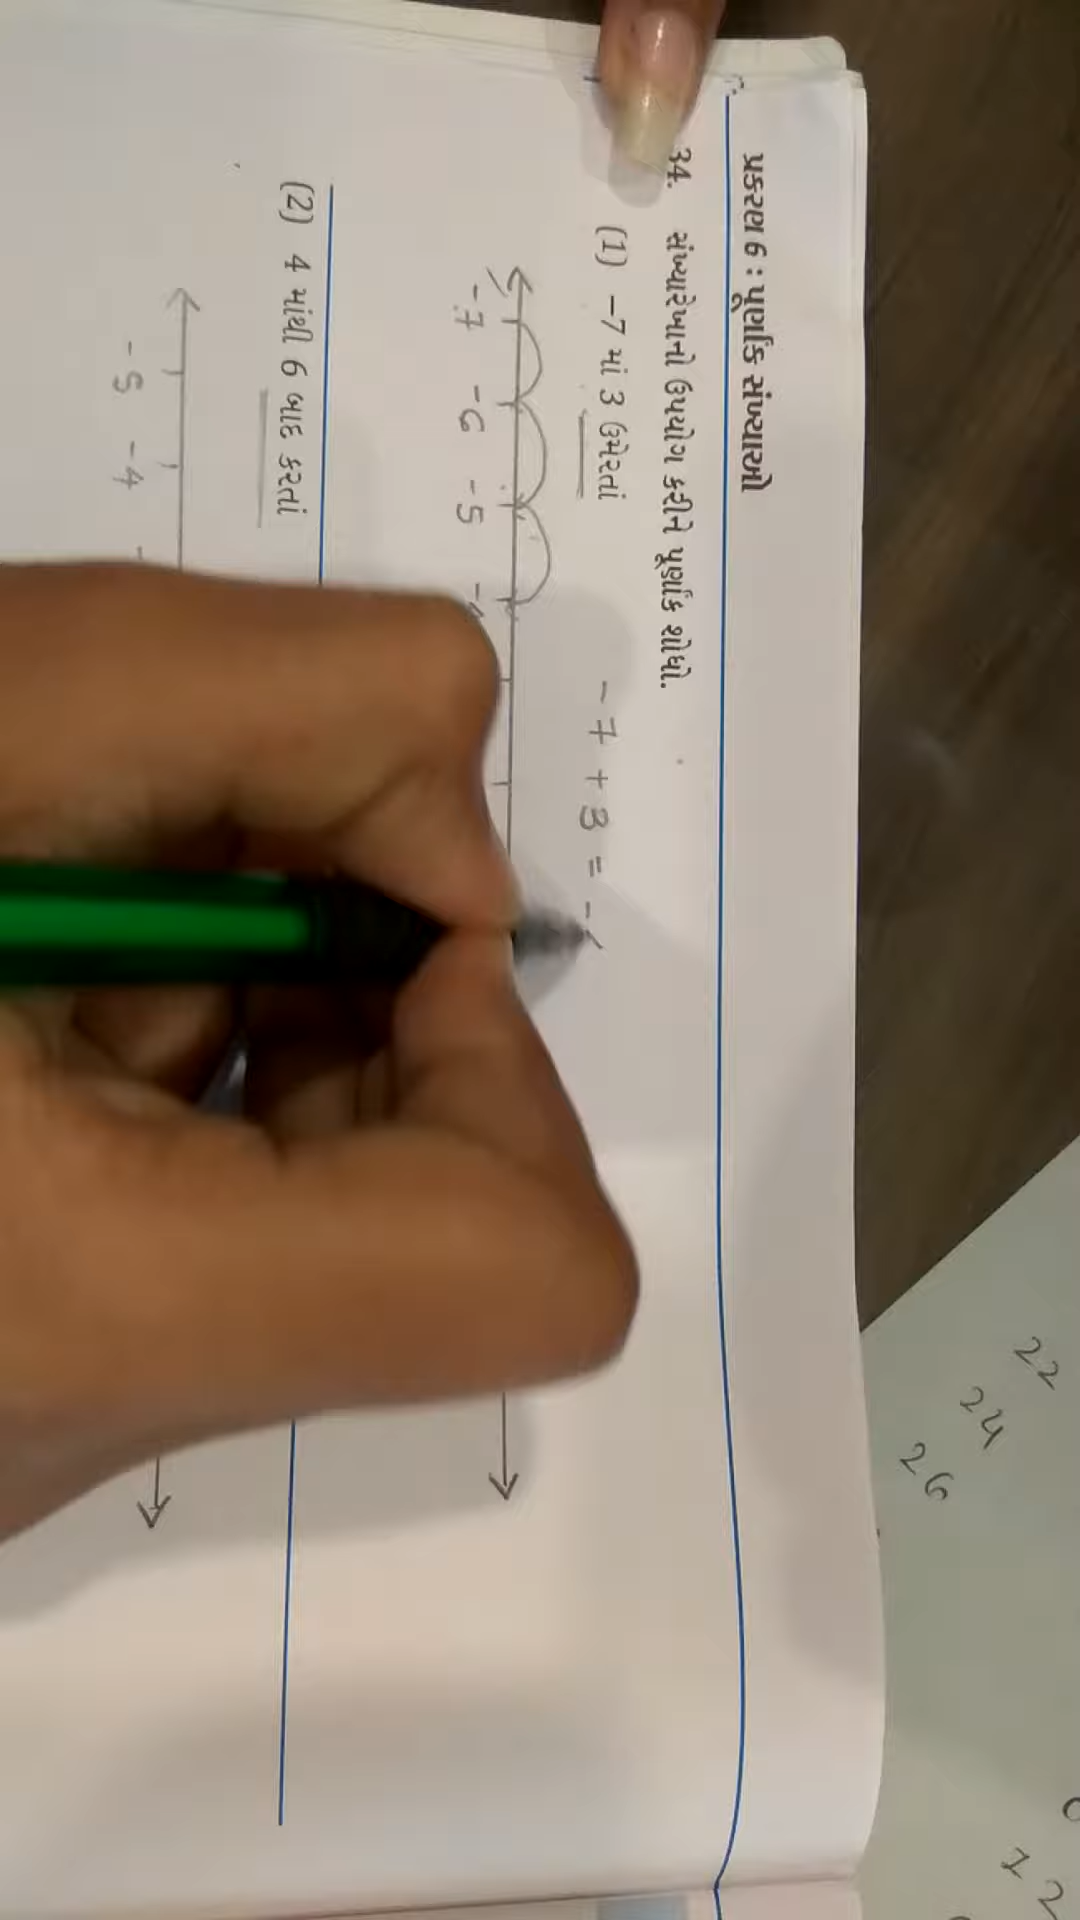 પ્રકરણ 6 : પૂર્ણાંક સંખ્યાઓ
34. સંખ્યારેખાનો ઉપયોગ કરીને પૂર્ણાંક શોધો.
(1) -7 માં 3 ઉમેરતાં
-7 + 3 = -
-7 -6 -5 -4
(2) 4 માંથી 6 બાદ કરતાં
-5 -4 -
22
24
26